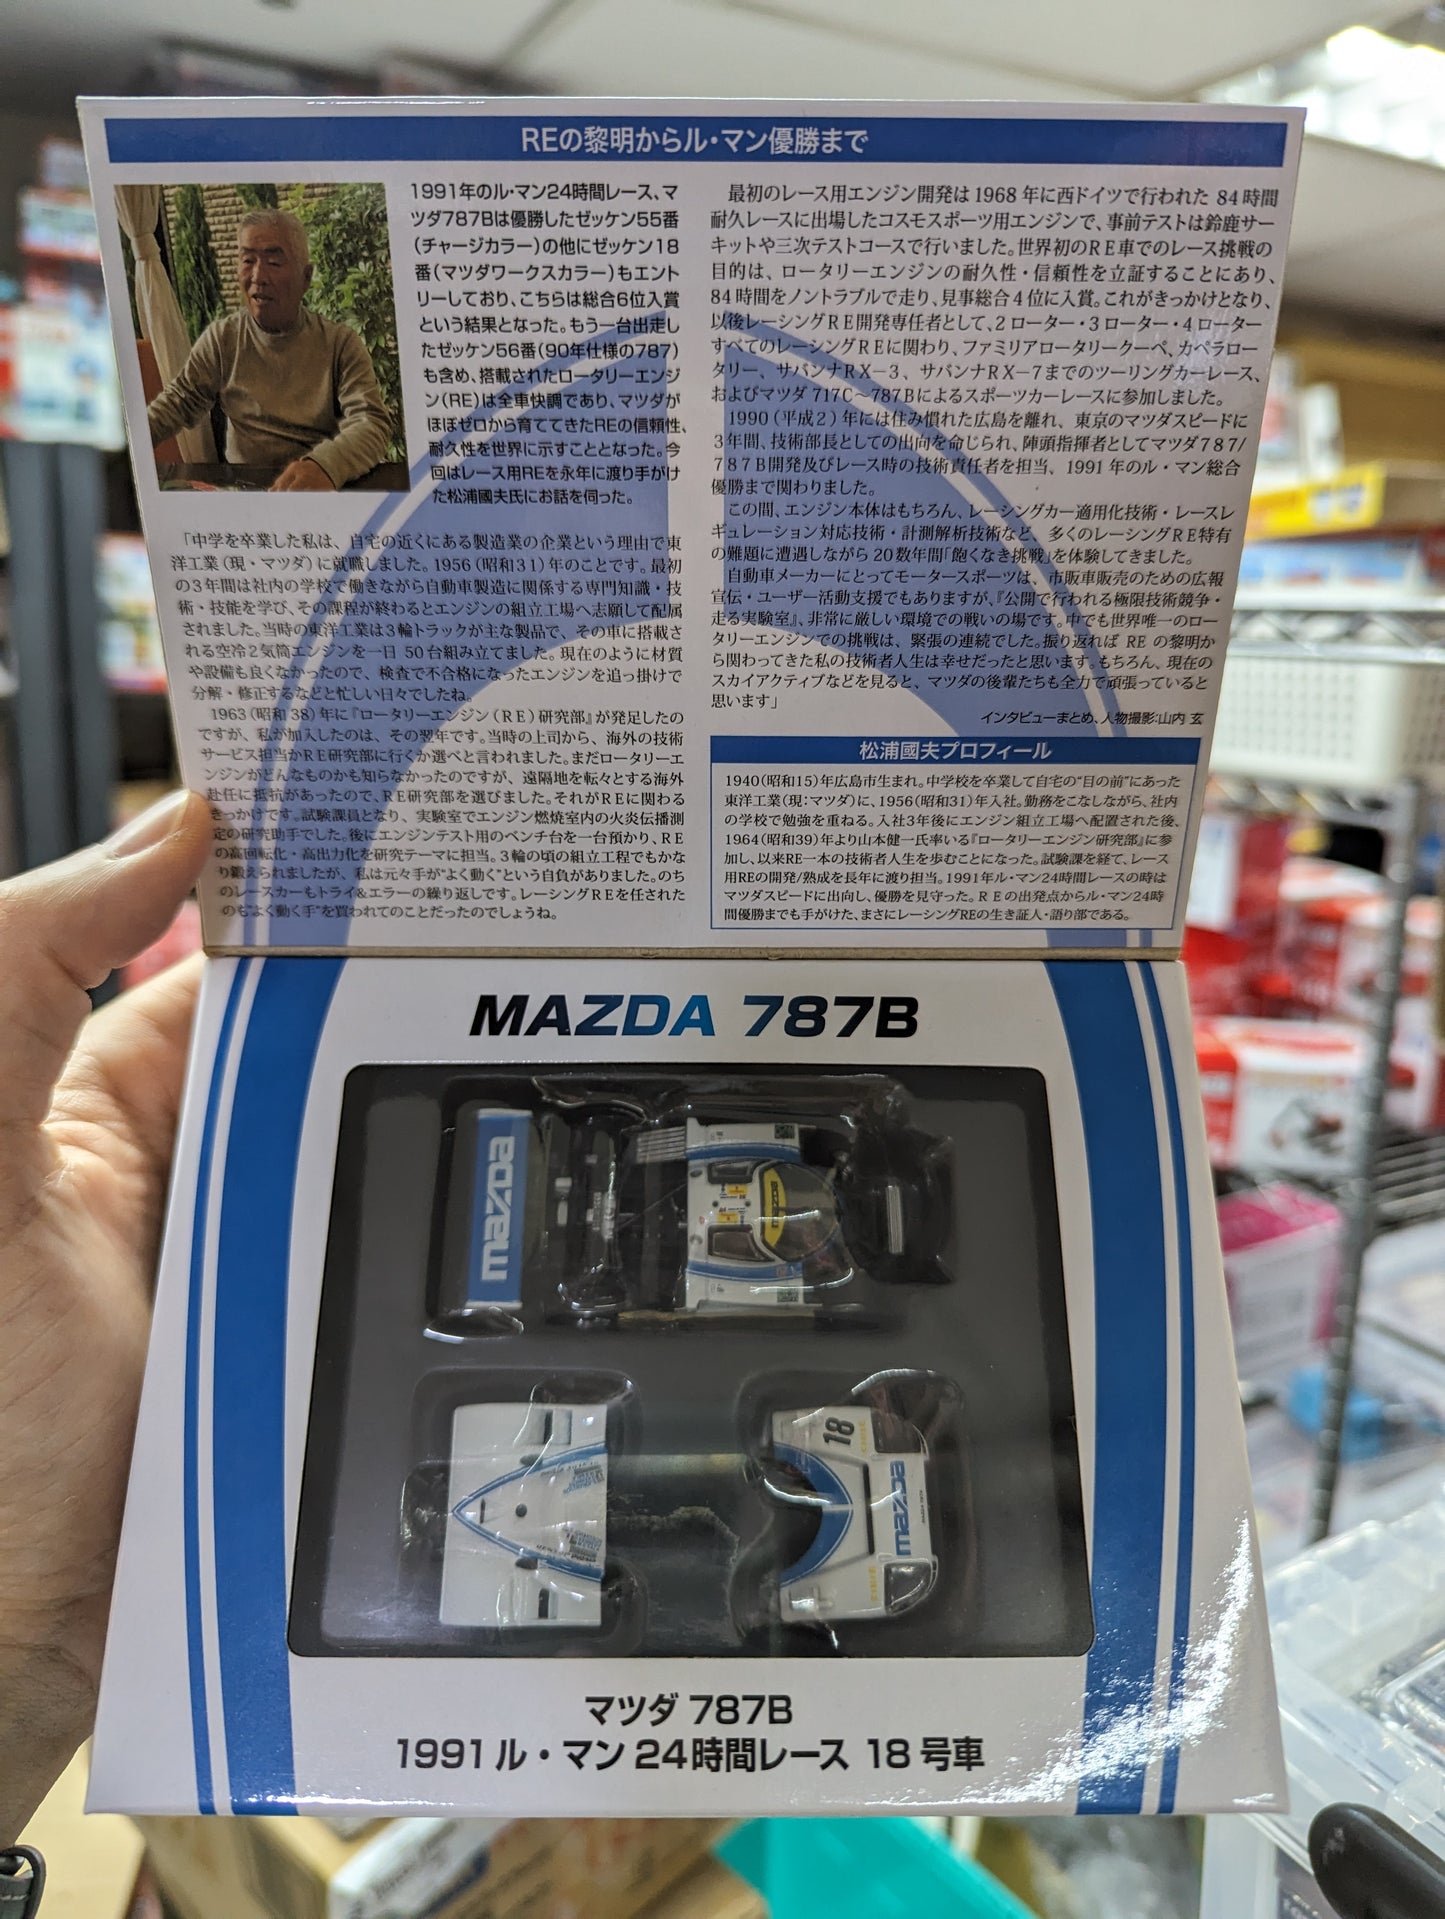 REの黎明からル・マン優勝まで
1991年のル・マン24時間レース、マ
ツダ787Bは優勝したゼッケン55番
(チャージカラー)の他にゼッケン18
番(マツダワークスカラー)もエント
リーしており、こちらは総合6位入賞
という結果となった。もう一台出走し
たゼッケン56番(90年仕様の787)
も含め、搭載されたロータリーエンジ
ン(RE)は全車快調であり、マツダが
ほぼゼロから育ててきたREの信頼性、
耐久性を世界に示すこととなった。今
回はレース用REを永年に渡り手がけ
た松浦國夫氏にお話を伺った。
「中学を卒業した私は、自宅の近くにある製造業の企業という理由で東
洋工業(現・マツダ)に就職しました。1956(昭和31)年のことです。最初
の3年間は社内の学校で働きながら自動車製造に関係する専門知識・技
術・技能を学び、その課程が終わるとエンジンの組立工場へ志願して配属
されました。当時の東洋工業は3輪トラックが主な製品で、その車に搭載さ
れる空冷2気筒エンジンを一日50台組み立てました。現在のように材質
や設備も良くなかったので、検査で不合格になったエンジンを追っ掛けで
分解・修正するなどと忙しい日々でしたね。
1963(昭和38)年に『ロータリーエンジン(RE)研究部』が発足したの
ですが、私が加入したのは、その翌年です。当時の上司から、海外の技術
サービス担当かRE研究部に行くか選べと言われました。まだロータリーエ
ンジンがどんなものかも知らなかったのですが、遠隔地を転々とする海外
赴任に抵抗があったので、RE研究部を選びました。それがREに関わる
きっかけです。試験課員となり、実験室でエンジン燃焼室内の火炎伝播測
定の研究助手でした。後にエンジンテスト用のベンチ台を一台預かり、RE
の高回転化・高出力化を研究テーマに担当。3輪の頃の組立工程でもかな
り鍛えられましたが、私は元々手が"よく動く"という自負がありました。のち
のレースカーもトライ&エラーの繰り返しです。レーシングREを任された
のも"よく動く手"を買われてのことだったのでしょうね。
最初のレース用エンジン開発は1968年に西ドイツで行われた84時間
耐久レースに出場したコスモスポーツ用エンジンで、事前テストは鈴鹿サー
キットや三次テストコースで行いました。世界初のRE車でのレース挑戦の
目的は、ロータリーエンジンの耐久性・信頼性を立証することにあり、
84時間をノントラブルで走り、見事総合4位に入賞。これがきっかけとなり、
以後レーシングRE開発専任者として、2ローター・3ローター・4ローター
すべてのレーシングREに関わり、ファミリアロータリークーペ、カペラロー
タリー、サバンナRX-3、サバンナRX-7までのツーリングカーレース、
およびマツダ717C~787Bによるスポーツカーレースに参加しました。
1990(平成2)年には住み慣れた広島を離れ、東京のマツダスピードに
3年間、技術部長としての出向を命じられ、陣頭指揮者としてマツダ787/
787B開発及びレース時の技術責任者を担当、1991年のル・マン総合
優勝まで関わりました。
この間、エンジン本体はもちろん、レーシングカー適用化技術・レースレ
ギュレーション対応技術・計測解析技術など、多くのレーシングRE特有
の難題に遭遇しながら20数年間「飽くなき挑戦」を体験してきました。
自動車メーカーにとってモータースポーツは、市販車販売のための広報
宣伝・ユーザー活動支援でもありますが、『公開で行われる極限技術競争・
走る実験室』、非常に厳しい環境での戦いの場です。中でも世界唯一のロー
タリーエンジンでの挑戦は、緊張の連続でした。振り返れば REの黎明か
ら関わってきた私の技術者人生は幸せだったと思います。もちろん、現在の
スカイアクティブなどを見ると、マツダの後輩たちも全力で頑張っていると
思います」
インタビューまとめ、人物撮影:山内 玄
松浦國夫プロフィール
1940(昭和15)年広島市生まれ。中学校を卒業して自宅の"目の前"にあった
東洋工業(現:マツダ)に、1956(昭和31)年入社。勤務をこなしながら、社内
の学校で勉強を重ねる。入社3年後にエンジン組立工場へ配置された後、
1964(昭和39)年より山本健一氏率いる『ロータリーエンジン研究部』に参
加し、以来RE一本の技術者人生を歩むことになった。試験課を経て、レース
用REの開発/熟成を長年に渡り担当。1991年ル・マン24時間レースの時は
マツダスピードに出向し、優勝を見守った。REの出発点からル・マン24時
間優勝までも手がけた、まさにレーシングREの生き証人・語り部である。
MAZDA 787B
mazda
18
mazda
マツダ 787B
1991 ル・マン 24時間レース 18号車